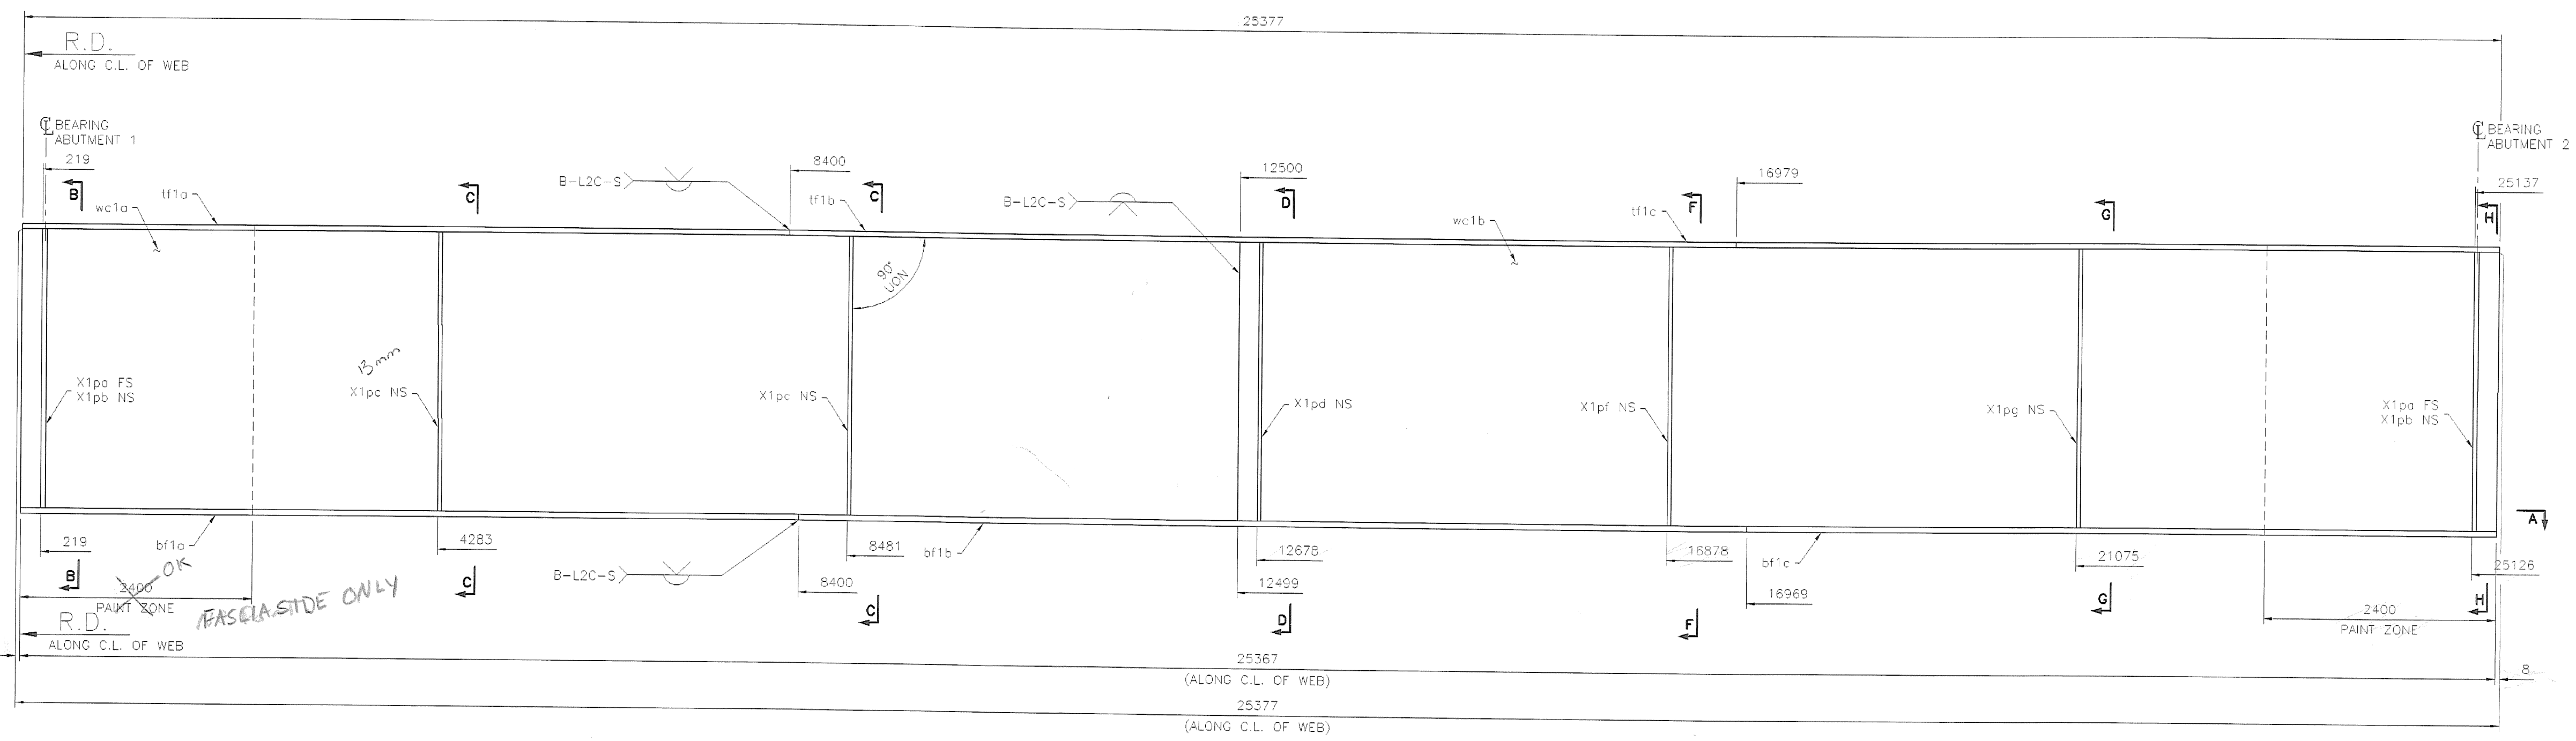 25377
R.D.
ALONG C.L. OF WEB
℄ BEARING
ABUTMENT 1
℄ BEARING
ABUTMENT 2
219
8400
12500
16979
25137
B
C
B-L2C-S
C
B-L2C-S
D
F
G
H
wc1a
tf1a
tf1b
wc1b
tf1c
90°
UON
13mm
X1pa FS
X1pb NS
X1pc NS
X1pc NS
X1pd NS
X1pf NS
X1pg NS
X1pa FS
X1pb NS
A
219
bf1a
4283
8481
bf1b
12678
16878
bf1c
21075
25126
B
OK
C
B-L2C-S
8400
C
12499
D
16969
F
G
H
2400
PAINT ZONE
FASCIA SIDE ONLY
2400
PAINT ZONE
R.D.
ALONG C.L. OF WEB
25367
(ALONG C.L. OF WEB)
8
25377
(ALONG C.L. OF WEB)